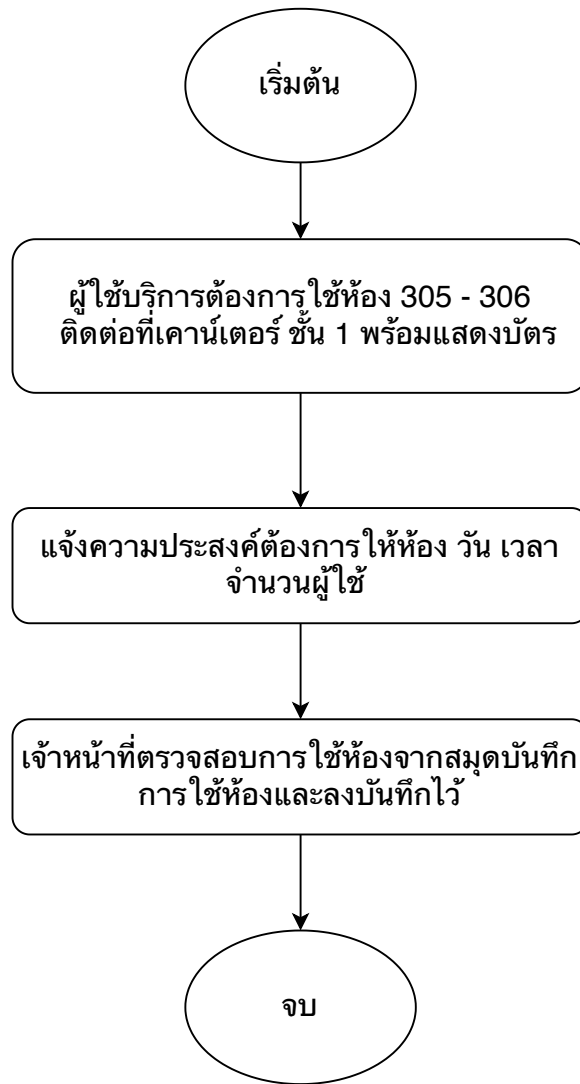 เริ่มต้น
ผู้ใช้บริการต้องการใช้ห้อง 305 - 306
ติดต่อที่เคาน์เตอร์ ชั้น 1 พร้อมแสดงบัตร
แจ้งความประสงค์ต้องการให้ห้อง วัน เวลา
จำนวนผู้ใช้
เจ้าหน้าที่ตรวจสอบการใช้ห้องจากสมุดบันทึก
การใช้ห้องและลงบันทึกไว้
จบ